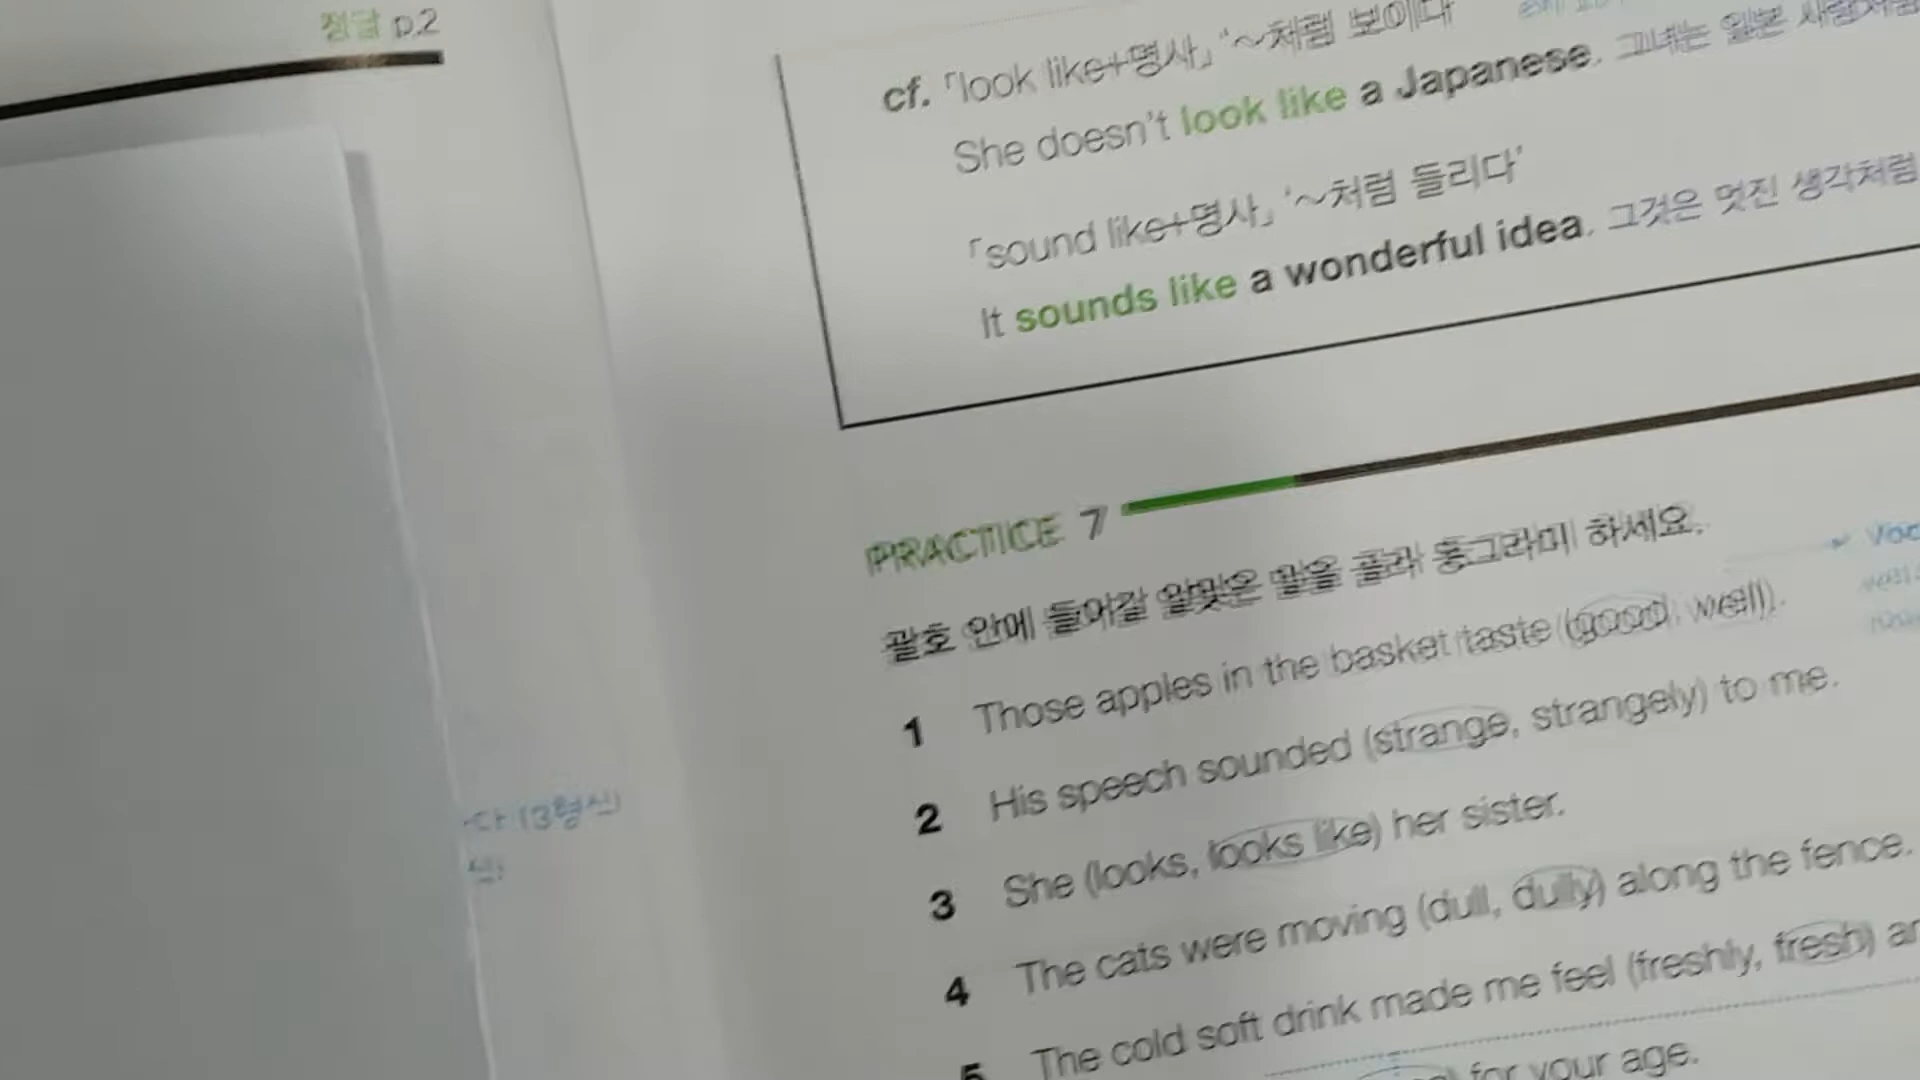 정답 p.2
cf. 「look like+명사」 ‘~처럼 보이다’
She doesn't look like a Japanese. 그녀는 일본 사람처럼
「sound like+명사」 ‘~처럼 들리다’
It sounds like a wonderful idea. 그것은 멋진 생각처럼
PRACTICE 7
괄호 안에 들어갈 알맞은 말을 골라 동그라미 하세요.
1 Those apples in the basket taste (good, well).
2 His speech sounded (strange, strangely) to me.
3 She (looks, looks like) her sister.
4 The cats were moving (dull, dully) along the fence.
5 The cold soft drink made me feel (freshly, fresh)
for your age.
다 (3형식)